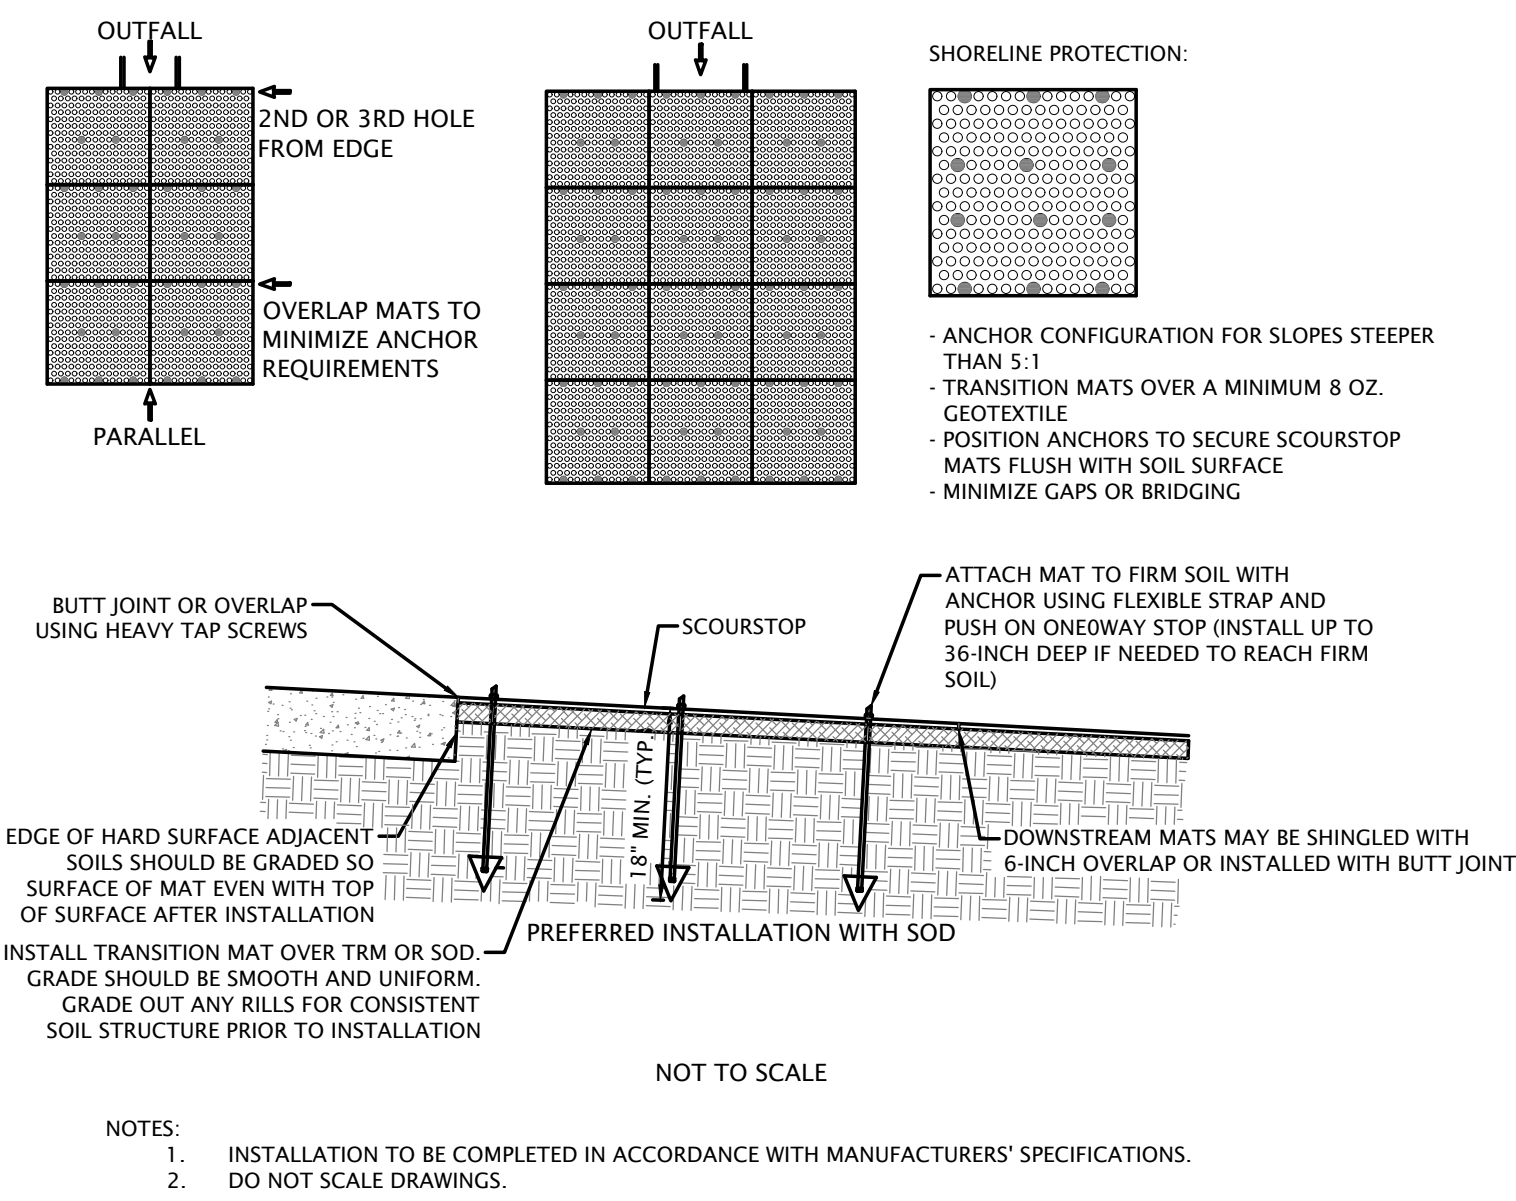 OUTFALL
2ND OR 3RD HOLE
FROM EDGE
OVERLAP MATS TO
MINIMIZE ANCHOR
REQUIREMENTS
PARALLEL
OUTFALL
SHORELINE PROTECTION:
- ANCHOR CONFIGURATION FOR SLOPES STEEPER
THAN 5:1
- TRANSITION MATS OVER A MINIMUM 8 OZ.
GEOTEXTILE
- POSITION ANCHORS TO SECURE SCOURSTOP
MATS FLUSH WITH SOIL SURFACE
- MINIMIZE GAPS OR BRIDGING
BUTT JOINT OR OVERLAP
USING HEAVY TAP SCREWS
SCOURSTOP
ATTACH MAT TO FIRM SOIL WITH
ANCHOR USING FLEXIBLE STRAP AND
PUSH ON ONE0WAY STOP (INSTALL UP TO
36-INCH DEEP IF NEEDED TO REACH FIRM
SOIL)
18" MIN. (TYP.)
EDGE OF HARD SURFACE ADJACENT
SOILS SHOULD BE GRADED SO
SURFACE OF MAT EVEN WITH TOP
OF SURFACE AFTER INSTALLATION
DOWNSTREAM MATS MAY BE SHINGLED WITH
6-INCH OVERLAP OR INSTALLED WITH BUTT JOINT
PREFERRED INSTALLATION WITH SOD
INSTALL TRANSITION MAT OVER TRM OR SOD.
GRADE SHOULD BE SMOOTH AND UNIFORM.
GRADE OUT ANY RILLS FOR CONSISTENT
SOIL STRUCTURE PRIOR TO INSTALLATION
NOT TO SCALE
NOTES:
1. INSTALLATION TO BE COMPLETED IN ACCORDANCE WITH MANUFACTURERS' SPECIFICATIONS.
2. DO NOT SCALE DRAWINGS.